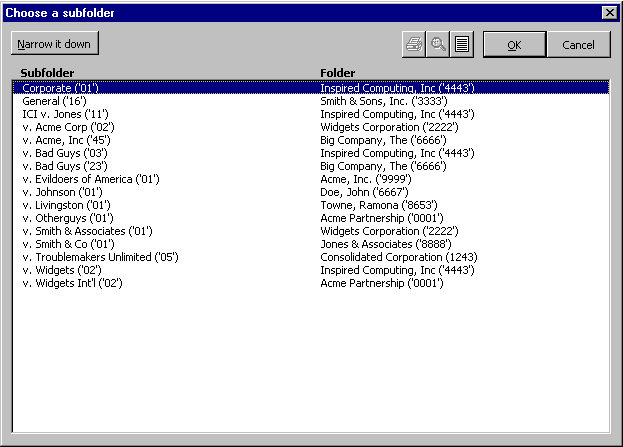 Choose a subfolder
Narrow it down OK Cancel
Subfolder Folder
Corporate ('01') Inspired Computing, Inc ('4443')
General ('16') Smith & Sons, Inc. ('3333')
ICI v. Jones ('11') Inspired Computing, Inc ('4443')
v. Acme Corp ('02') Widgets Corporation ('2222')
v. Acme, Inc ('45') Big Company, The ('6666')
v. Bad Guys ('03') Inspired Computing, Inc ('4443')
v. Bad Guys ('23') Big Company, The ('6666')
v. Evildoers of America ('01') Acme, Inc. ('9999')
v. Johnson ('01') Doe, John ('6667')
v. Livingston ('01') Towne, Ramona ('8653')
v. Otherguys ('01') Acme Partnership ('0001')
v. Smith & Associates ('01') Widgets Corporation ('2222')
v. Smith & Co ('01') Jones & Associates ('8888')
v. Troublemakers Unlimited ('05') Consolidated Corporation (1243)
v. Widgets ('02') Inspired Computing, Inc ('4443')
v. Widgets Int'l ('02') Acme Partnership ('0001')